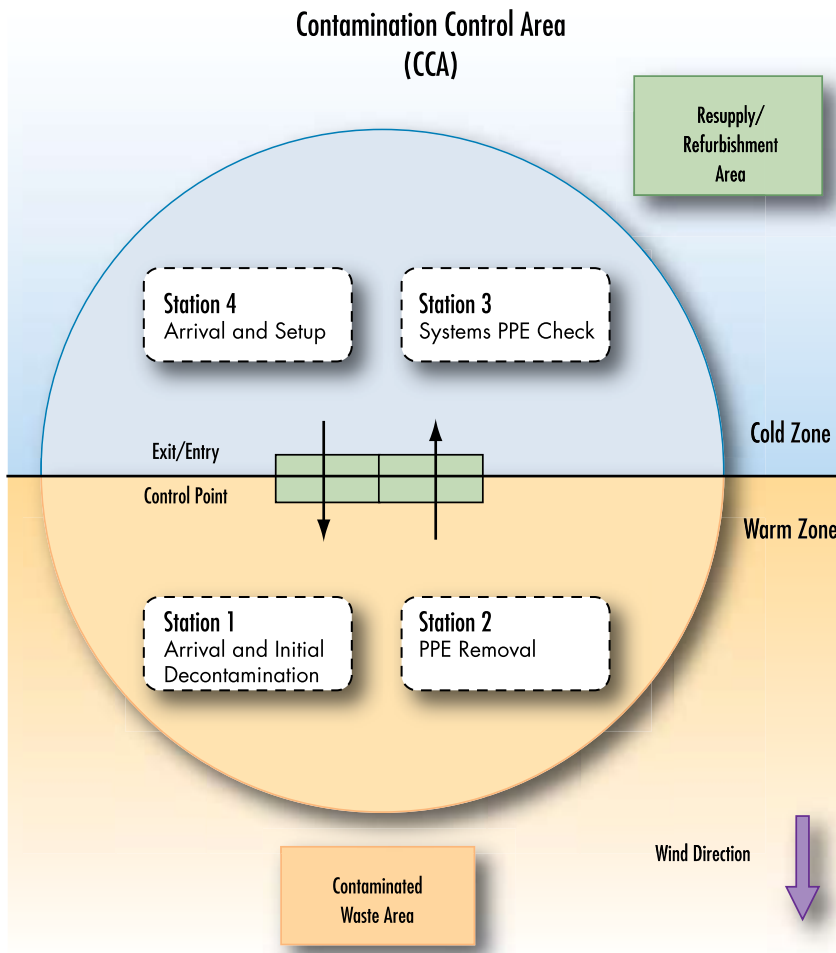 Contamination Control Area
(CCA)
Resupply/
Refurbishment
Area
Station 4
Arrival and Setup
Station 3
Systems PPE Check
Exit/Entry
Control Point
Cold Zone
Warm Zone
Station 1
Arrival and Initial
Decontamination
Station 2
PPE Removal
Wind Direction
Contaminated
Waste Area